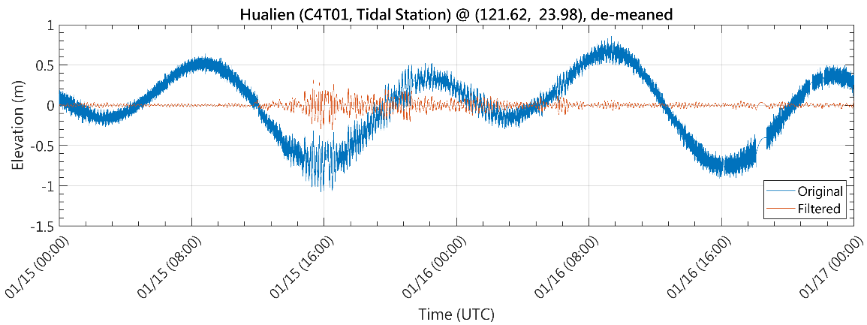 Hualien (C4T01, Tidal Station) @ (121.62, 23.98), de-meaned
Elevation (m)
1
0.5
0
-0.5
-1
-1.5
Original
Filtered
01/15 (00:00)
01/15 (08:00)
01/15 (16:00)
01/16 (00:00)
01/16 (08:00)
01/16 (16:00)
01/17 (00:00)
Time (UTC)